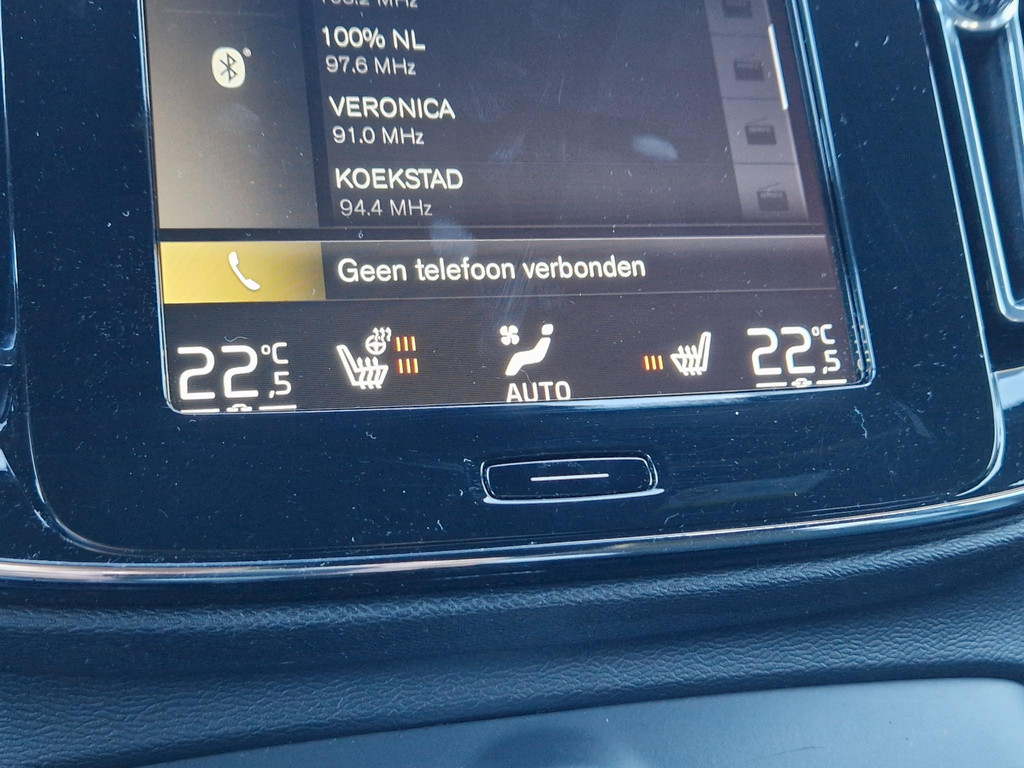 100% NL
97.6 MHz
VERONICA
91.0 MHz
KOEKSTAD
94.4 MHz
Geen telefoon verbonden
22,5 °C
AUTO
22,5 °C